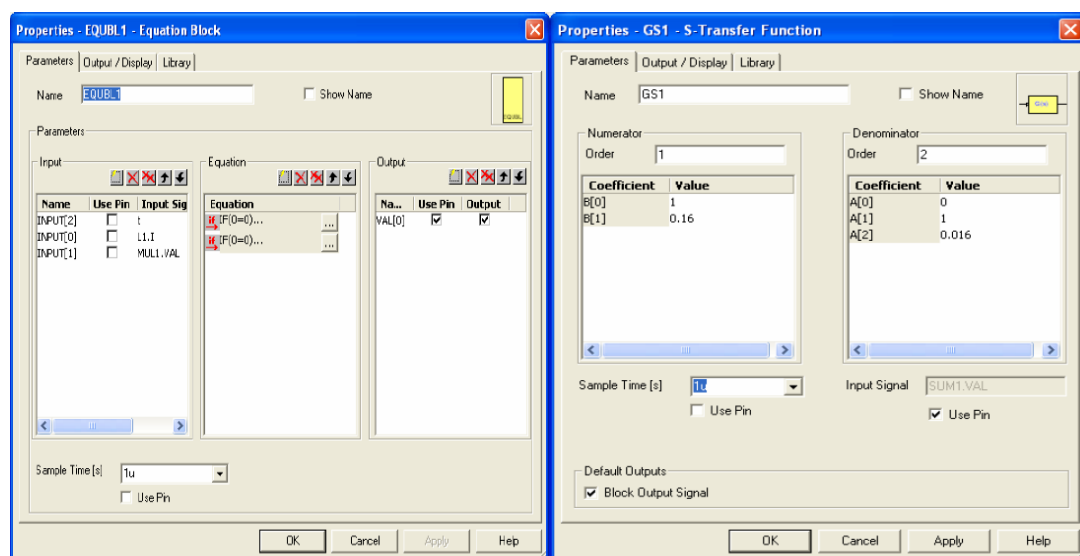 Properties - EQUBL1 - Equation Block
Parameters Output / Display Library
Name EQUBL1 Show Name
EQUBL
Parameters
Input Equation Output
Name Use Pin Input Sig Equation Na... Use Pin Output
INPUT[2] t IF(0=0)... ... VAL[0]
INPUT[0] L1.I IF(0=0)... ...
INPUT[1] MUL1.VAL
Sample Time [s] 1u
Use Pin
OK Cancel Apply Help
Properties - GS1 - S-Transfer Function
Parameters Output / Display Library
Name GS1 Show Name
G(s)
Numerator Denominator
Order 1 Order 2
Coefficient Value Coefficient Value
B[0] 1 A[0] 0
B[1] 0.16 A[1] 1
A[2] 0.016
Sample Time [s] 1u Input Signal SUM1.VAL
Use Pin Use Pin
Default Outputs
Block Output Signal
OK Cancel Apply Help